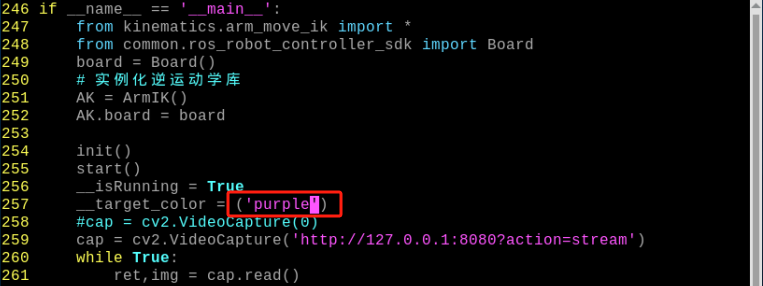 246 if __name__ == '__main__':
247     from kinematics.arm_move_ik import *
248     from common.ros_robot_controller_sdk import Board
249     board = Board()
250     # 实例化逆运动学库
251     AK = ArmIK()
252     AK.board = board
253
254     init()
255     start()
256     __isRunning = True
257     __target_color = ('purple')
258     #cap = cv2.VideoCapture(0)
259     cap = cv2.VideoCapture('http://127.0.0.1:8080?action=stream')
260     while True:
261         ret,img = cap.read()